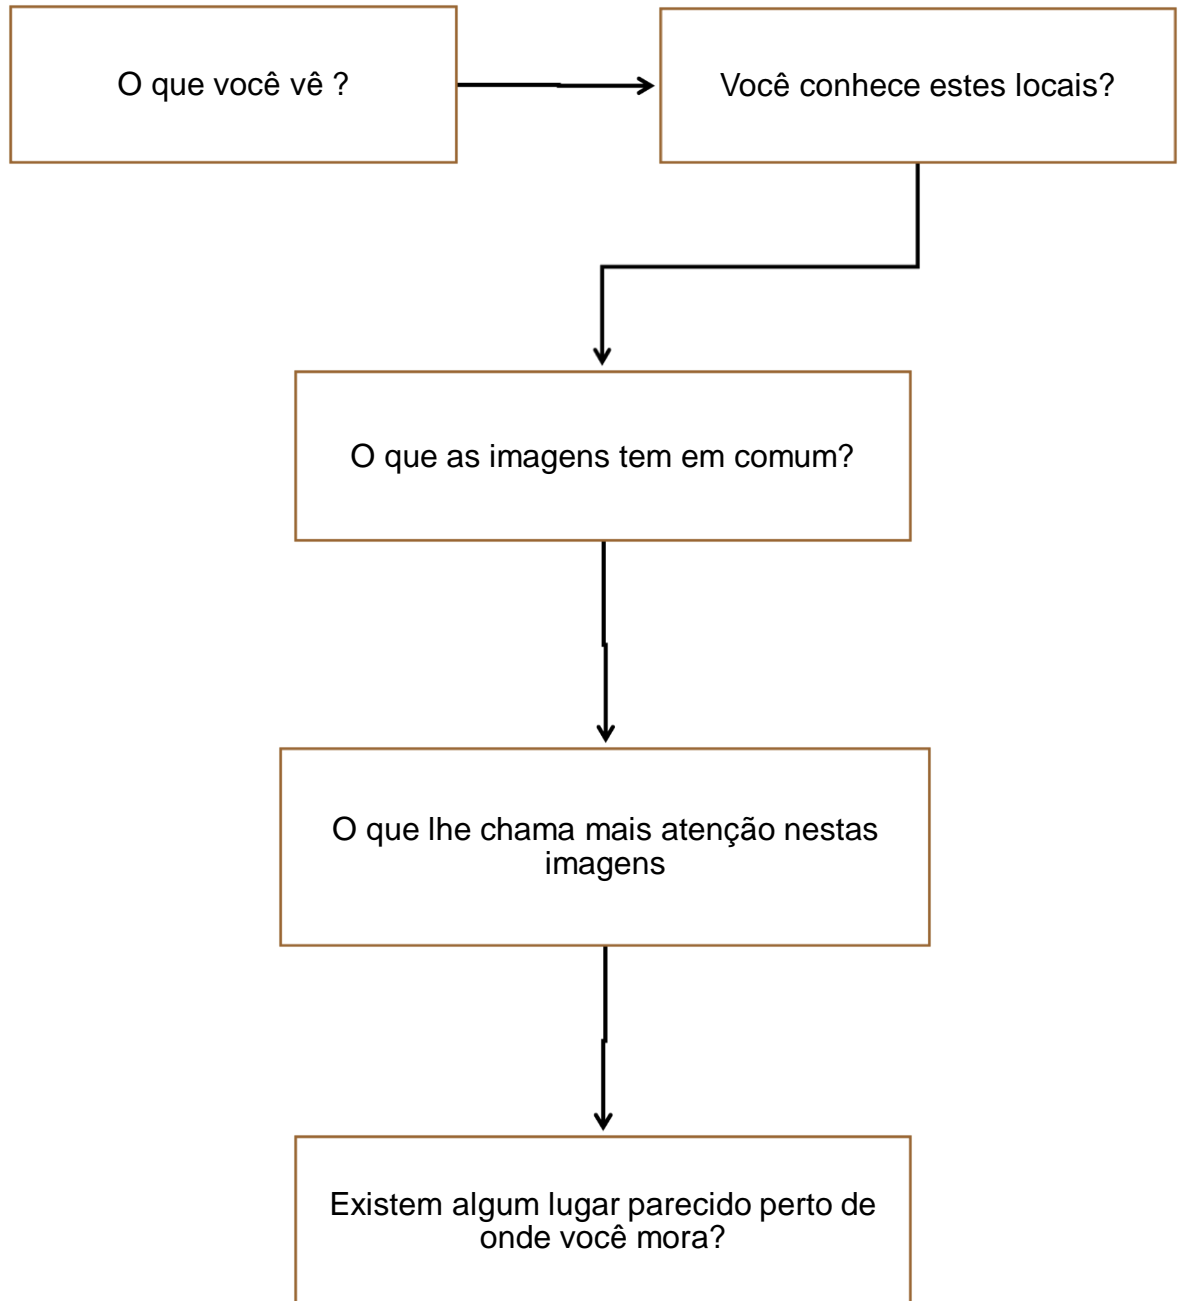 O que você vê ?
Você conhece estes locais?
O que as imagens tem em comum?
O que lhe chama mais atenção nestas
imagens
Existem algum lugar parecido perto de
onde você mora?